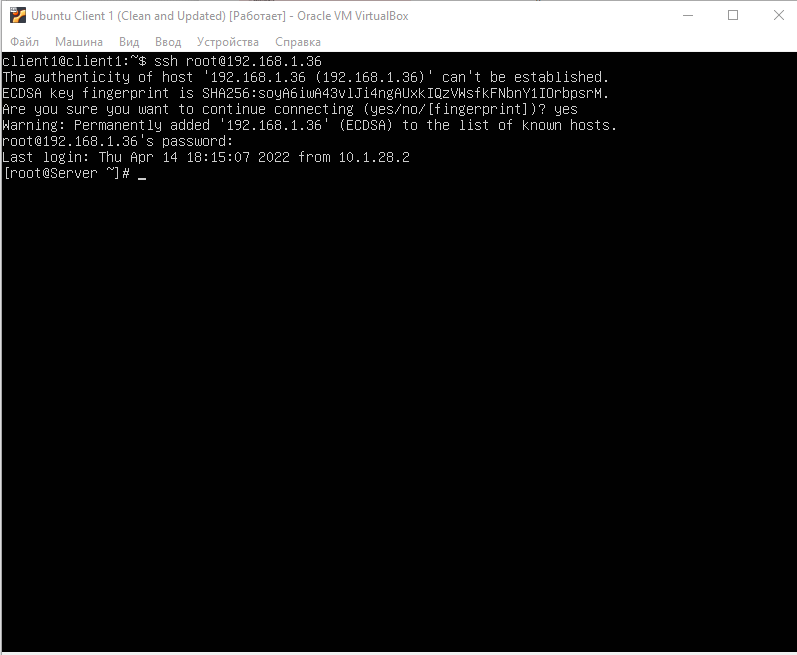 Ubuntu Client 1 (Clean and Updated) [Работает] - Oracle VM VirtualBox
Файл Машина Вид Ввод Устройства Справка
client1@client1:~$ ssh root@192.168.1.36
The authenticity of host '192.168.1.36 (192.168.1.36)' can't be established.
ECDSA key fingerprint is SHA256:soyA6iwA43vlJi4ngAUxkIQzVWsfkFNbnY1IOrbpsrM.
Are you sure you want to continue connecting (yes/no/[fingerprint])? yes
Warning: Permanently added '192.168.1.36' (ECDSA) to the list of known hosts.
root@192.168.1.36's password:
Last login: Thu Apr 14 18:15:07 2022 from 10.1.28.2
[root@Server ~]# _